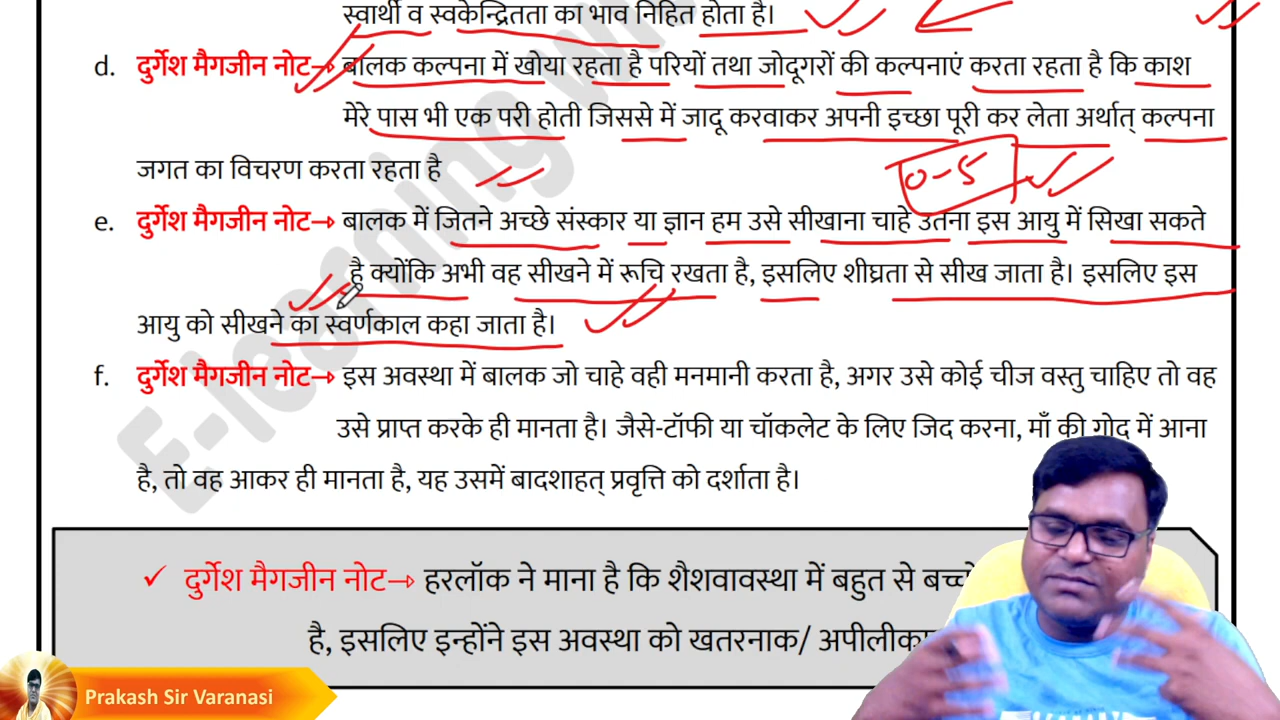 स्वार्थी व स्वकेन्द्रितता का भाव निहित होता है।
d. दुर्गेश मैगजीन नोट→ बालक कल्पना में खोया रहता है परियों तथा जोदूगरों की कल्पनाएं करता रहता है कि काश
मेरे पास भी एक परी होती जिससे में जादू करवाकर अपनी इच्छा पूरी कर लेता अर्थात् कल्पना
जगत का विचरण करता रहता है
0-5
e. दुर्गेश मैगजीन नोट→ बालक में जितने अच्छे संस्कार या ज्ञान हम उसे सीखाना चाहे उतना इस आयु में सिखा सकते
है क्योंकि अभी वह सीखने में रूचि रखता है, इसलिए शीघ्रता से सीख जाता है। इसलिए इस
आयु को सीखने का स्वर्णकाल कहा जाता है।
f. दुर्गेश मैगजीन नोट→ इस अवस्था में बालक जो चाहे वही मनमानी करता है, अगर उसे कोई चीज वस्तु चाहिए तो वह
उसे प्राप्त करके ही मानता है। जैसे-टॉफी या चॉकलेट के लिए जिद करना, माँ की गोद में आना
है, तो वह आकर ही मानता है, यह उसमें बादशाहत् प्रवृत्ति को दर्शाता है।
✓ दुर्गेश मैगजीन नोट→ हरलॉक ने माना है कि शैशवावस्था में बहुत से
है, इसलिए इन्होंने इस अवस्था को खतरनाक/
E-learning
Prakash Sir Varanasi